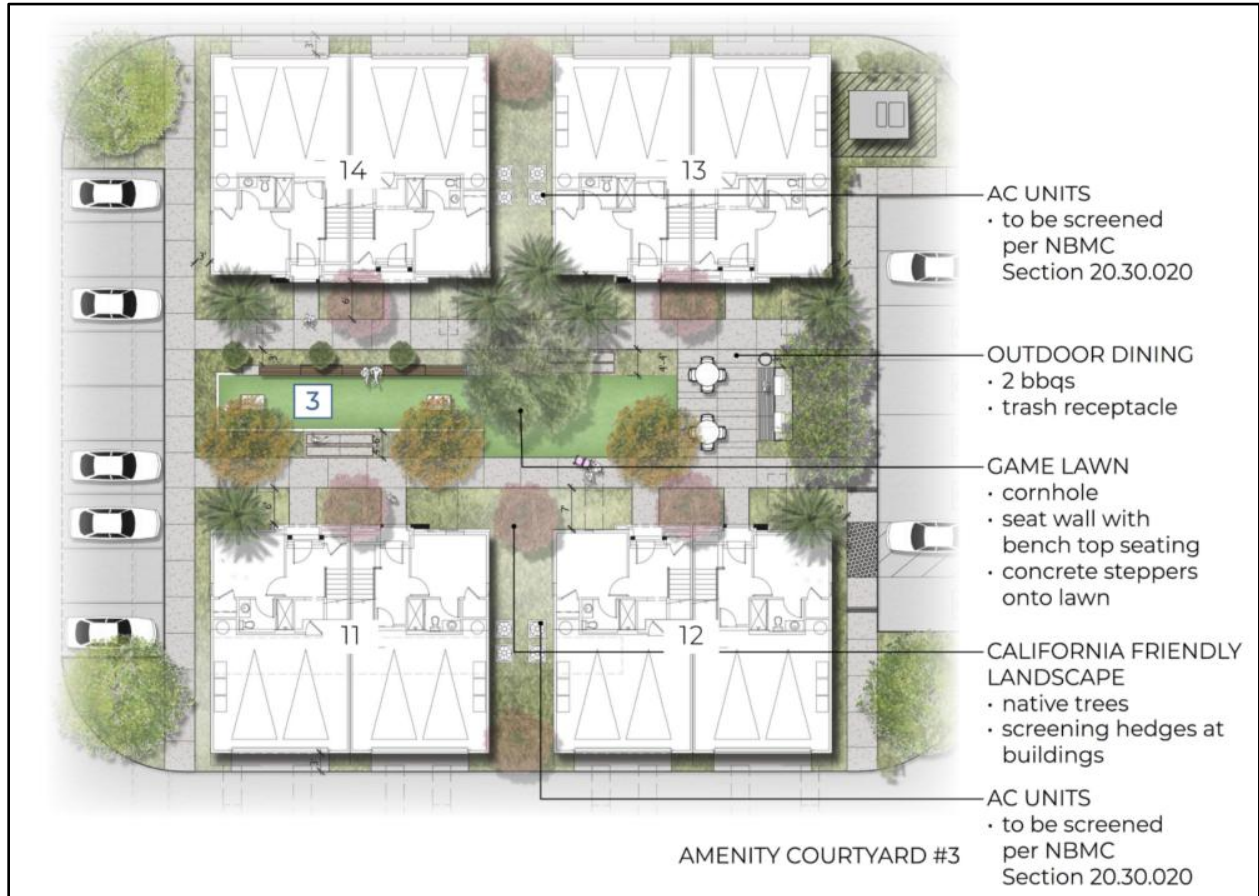 14
13
3
11
12
AC UNITS
• to be screened
per NBMC
Section 20.30.020
OUTDOOR DINING
• 2 bbqs
• trash receptacle
GAME LAWN
• cornhole
• seat wall with
bench top seating
• concrete steppers
onto lawn
CALIFORNIA FRIENDLY
LANDSCAPE
• native trees
• screening hedges at
buildings
AC UNITS
• to be screened
per NBMC
Section 20.30.020
AMENITY COURTYARD #3